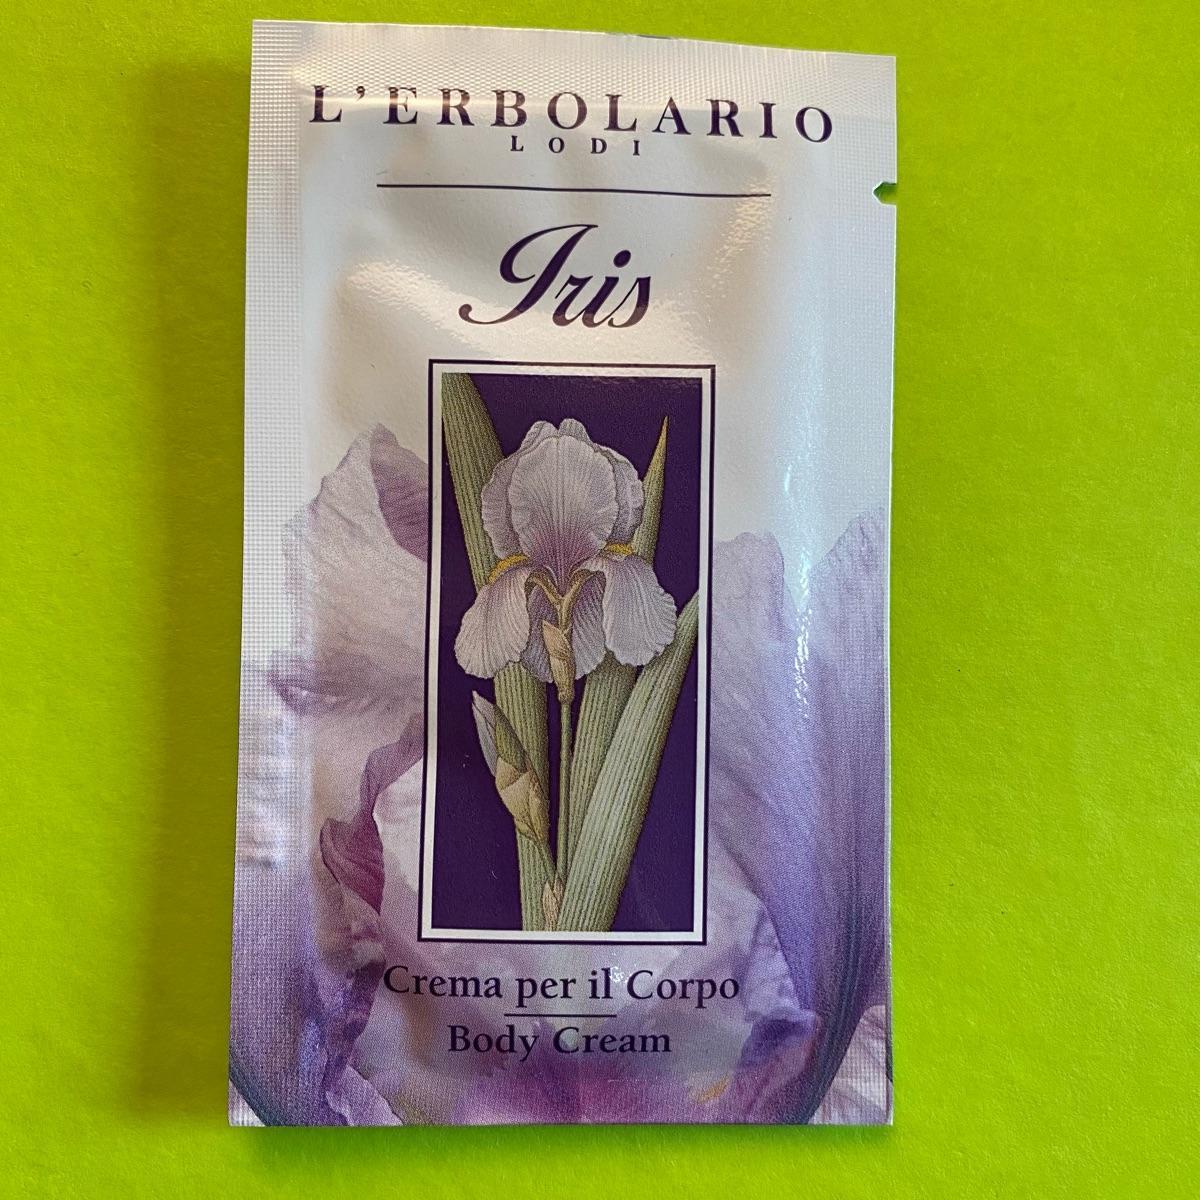 L'ERBOLARIO
LODI
Iris
Crema per il Corpo
Body Cream